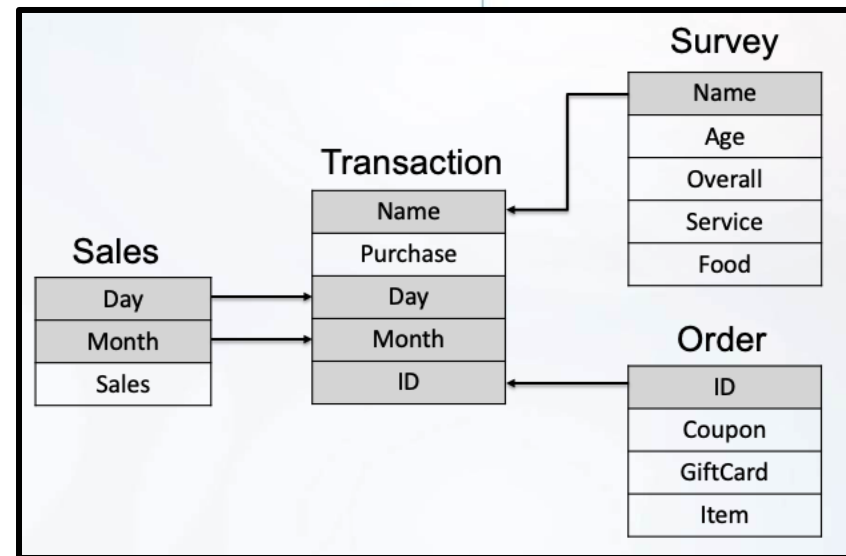 Sales
Day
Month
Sales
Transaction
Name
Purchase
Day
Month
ID
Survey
Name
Age
Overall
Service
Food
Order
ID
Coupon
GiftCard
Item